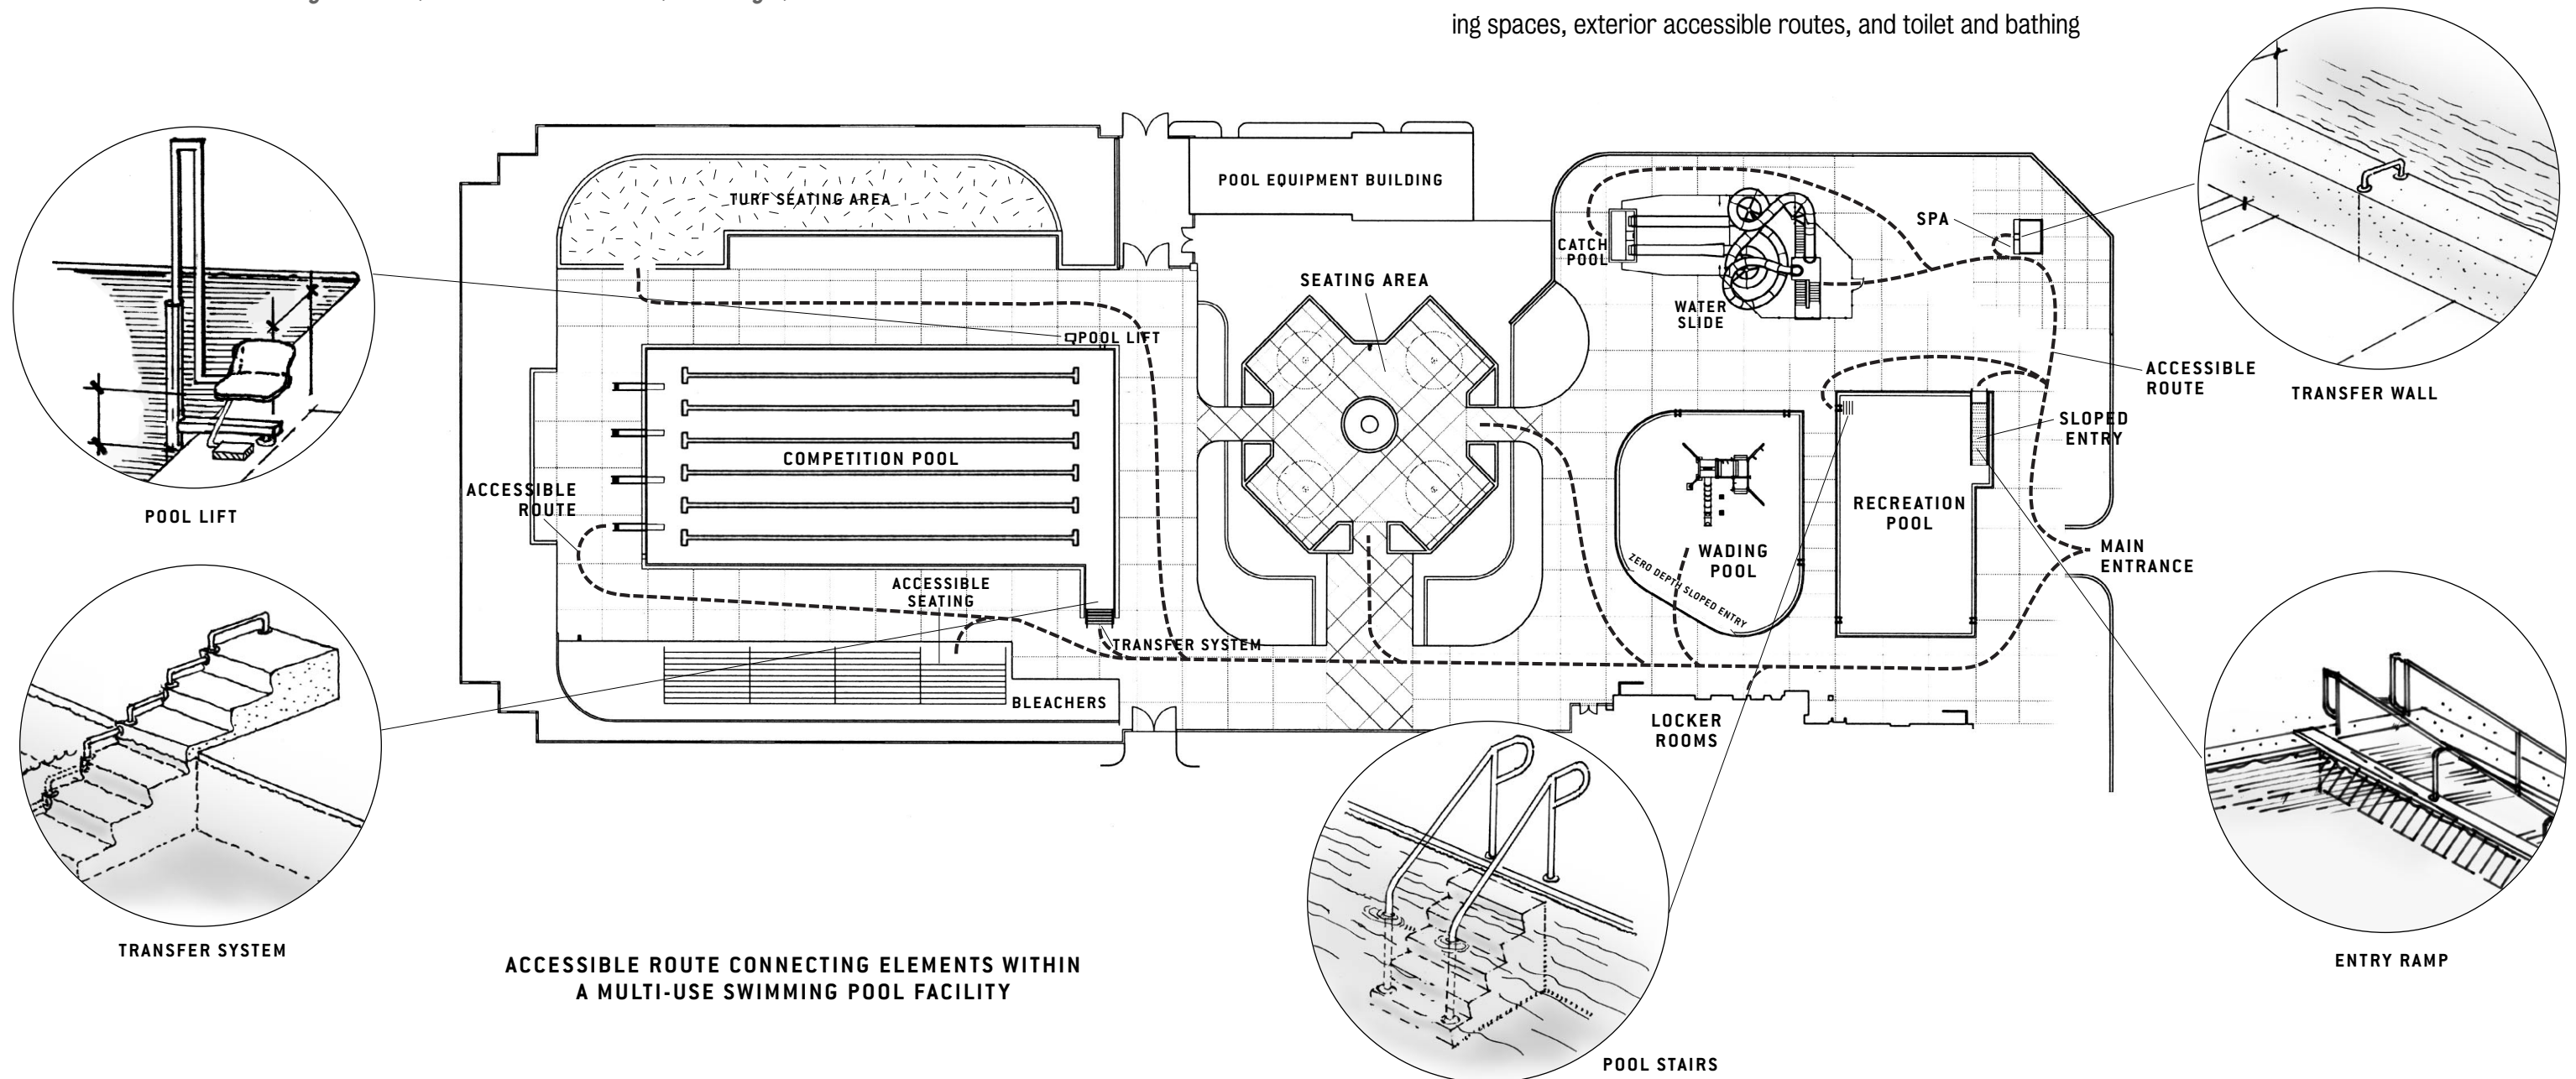 ing spaces, exterior accessible routes, and toilet and bathing
POOL EQUIPMENT BUILDING
TURF SEATING AREA
SPA
CATCH
POOL
SEATING AREA
WATER
SLIDE
POOL LIFT
ACCESSIBLE
ROUTE
TRANSFER WALL
SLOPED
ENTRY
COMPETITION POOL
ACCESSIBLE
ROUTE
POOL LIFT
RECREATION
POOL
WADING
POOL
ZERO DEPTH SLOPED ENTRY
MAIN
ENTRANCE
ACCESSIBLE
SEATING
TRANSFER SYSTEM
BLEACHERS
LOCKER
ROOMS
TRANSFER SYSTEM
ACCESSIBLE ROUTE CONNECTING ELEMENTS WITHIN
A MULTI-USE SWIMMING POOL FACILITY
ENTRY RAMP
POOL STAIRS